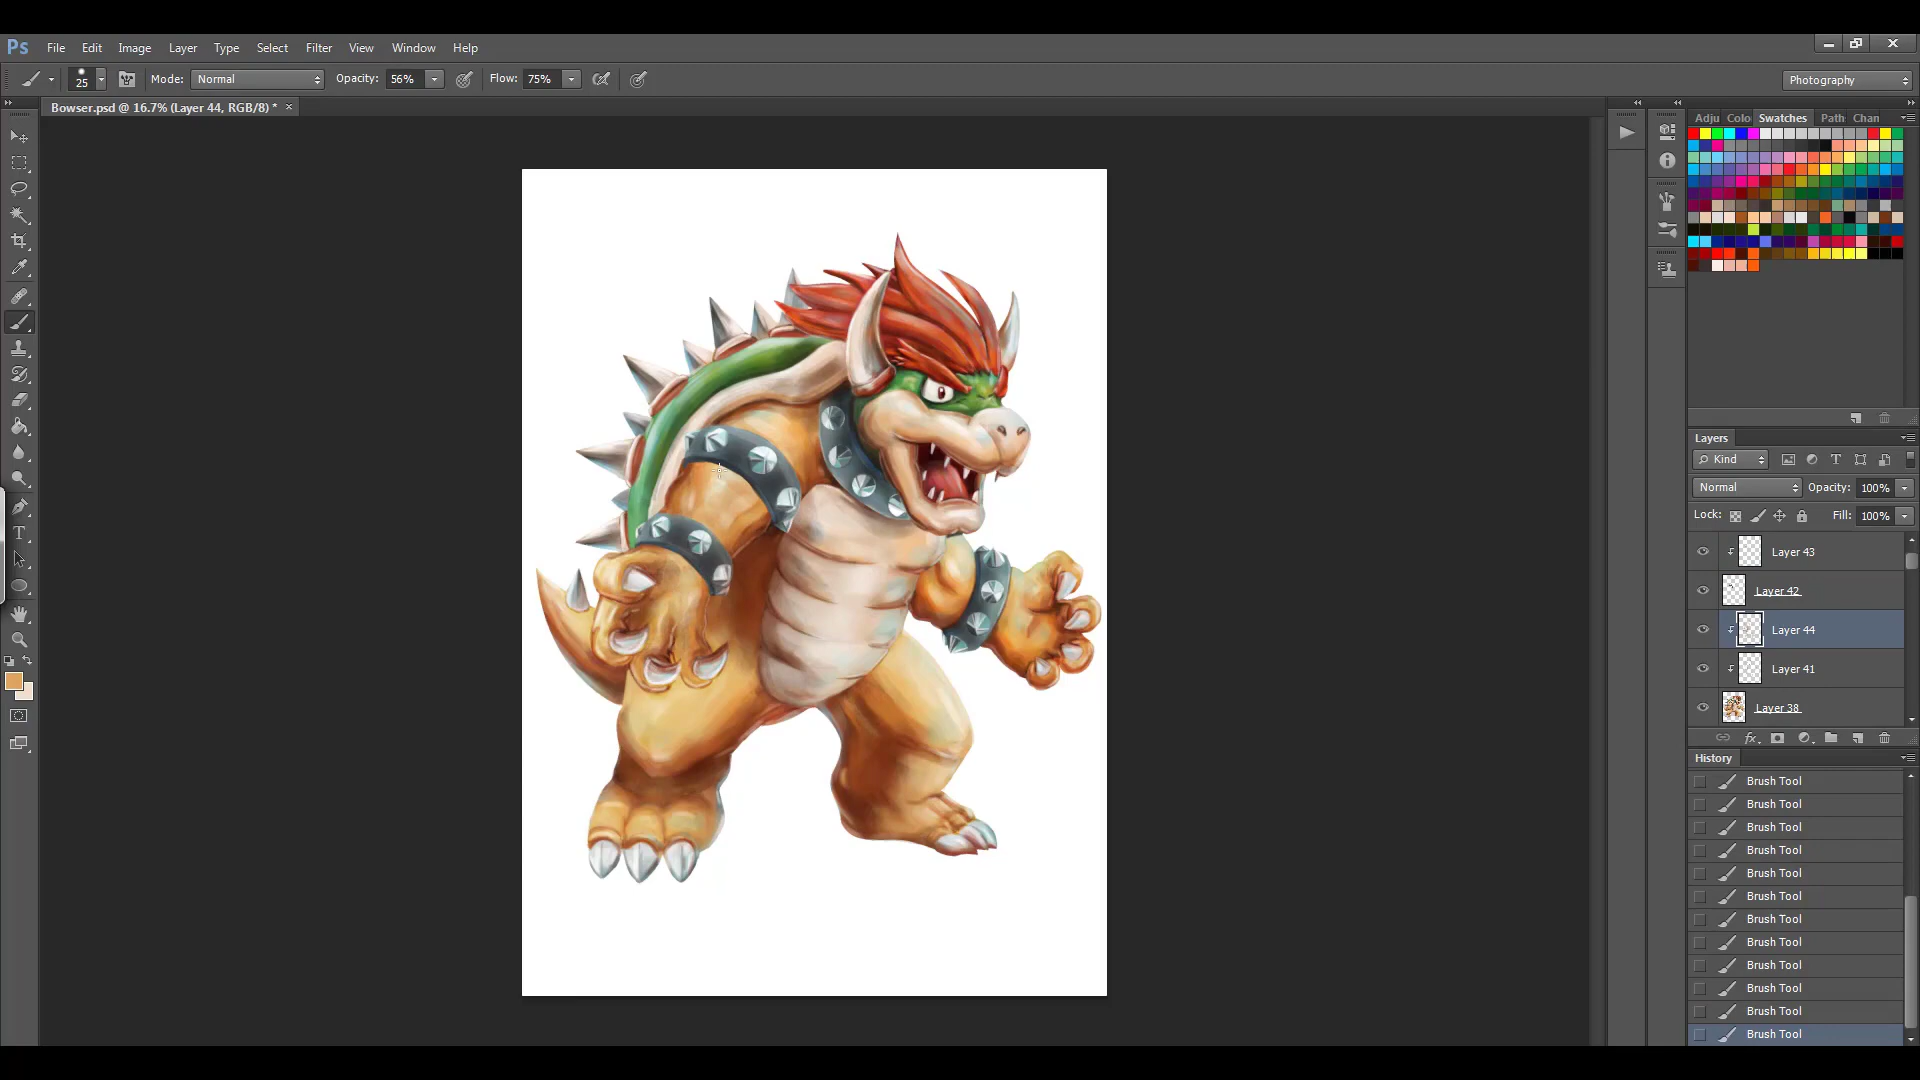 Ps File Edit Image Layer Type Select Filter View Window Help
25 Mode: Normal Opacity: 56% Flow: 75% Photography
Bowser.psd @ 16.7% (Layer 44, RGB/8) *
Adju Colo Swatches Path Chan
Layers
Kind
Normal Opacity: 100%
Lock: Fill: 100%
Layer 43
Layer 42
Layer 44
Layer 41
Layer 38
fx
History
Brush Tool
Brush Tool
Brush Tool
Brush Tool
Brush Tool
Brush Tool
Brush Tool
Brush Tool
Brush Tool
Brush Tool
Brush Tool
Brush Tool